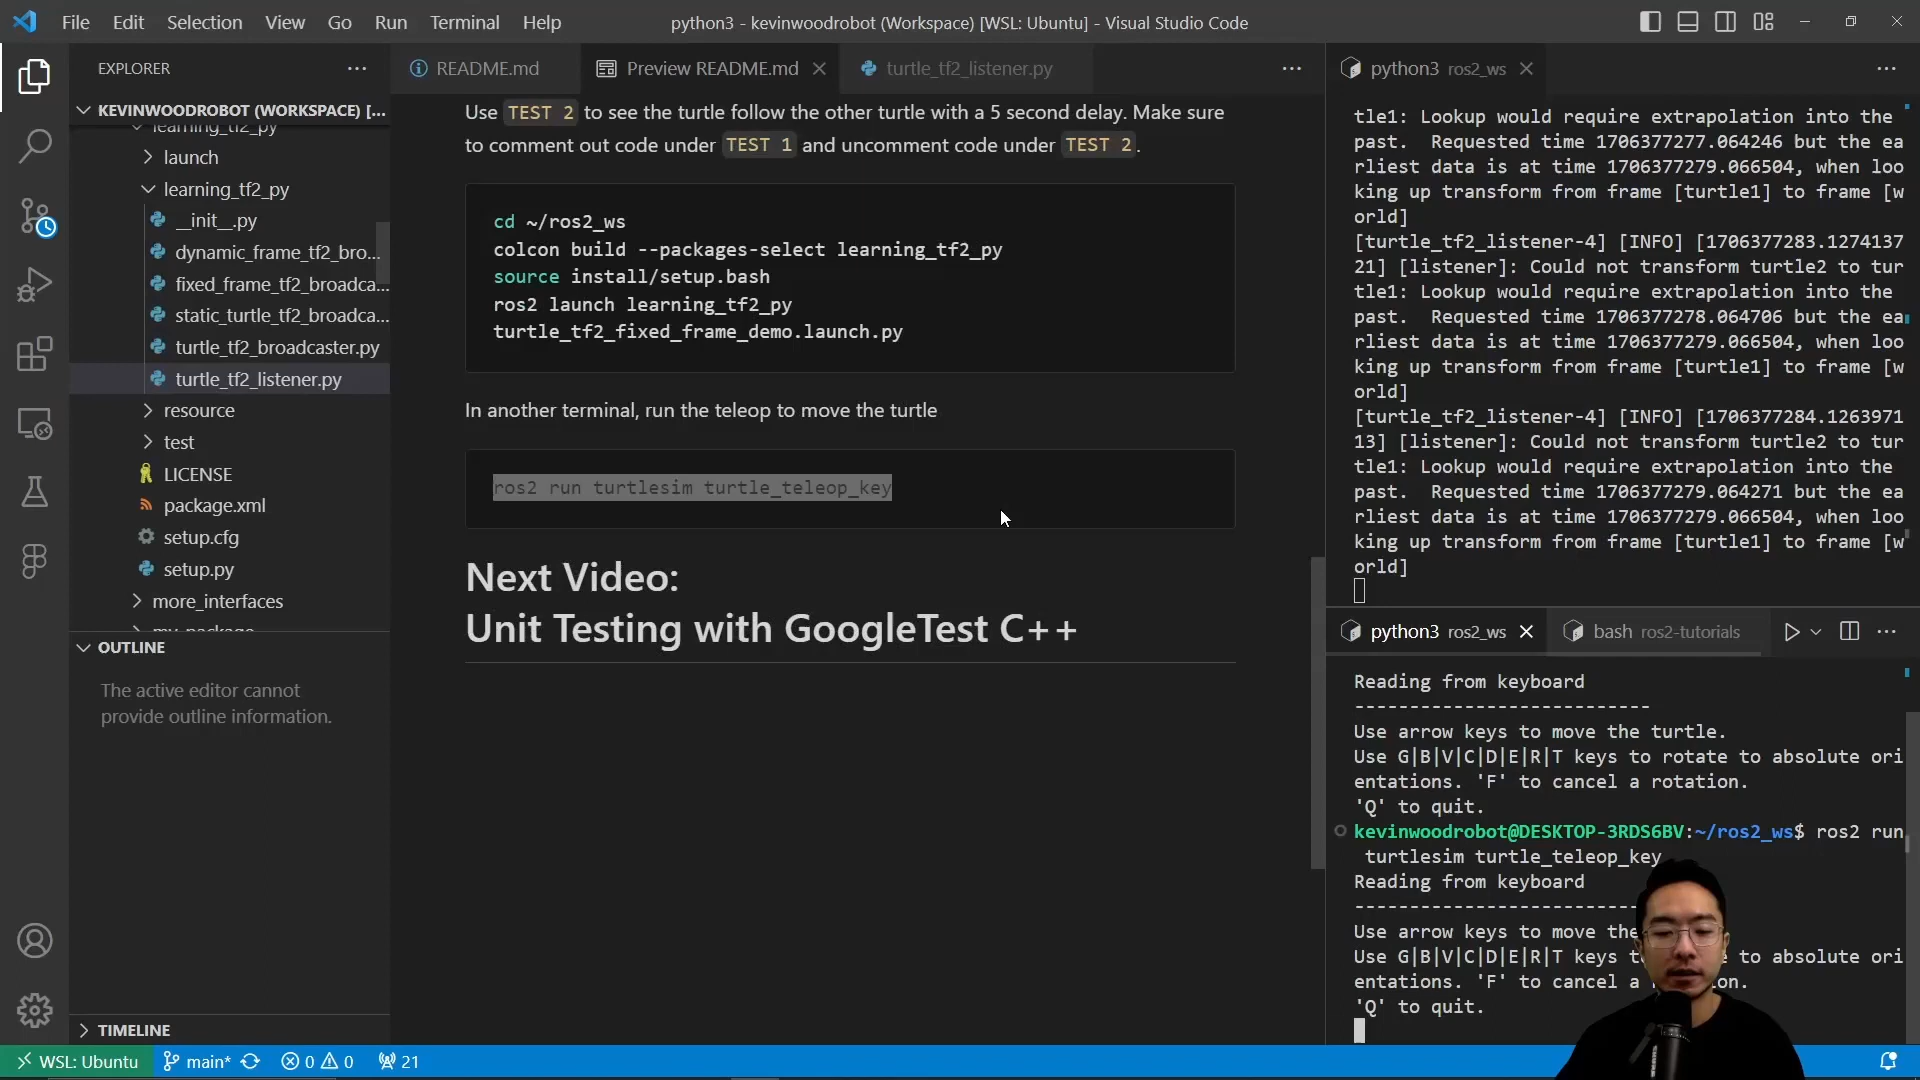 File Edit Selection View Go Run Terminal Help
python3 - kevinwoodrobot (Workspace) [WSL: Ubuntu] - Visual Studio Code
EXPLORER
KEVINWOODROBOT (WORKSPACE) [...
learning_tf2_py
launch
learning_tf2_py
__init__.py
dynamic_frame_tf2_bro...
fixed_frame_tf2_broadca...
static_turtle_tf2_broadca...
turtle_tf2_broadcaster.py
turtle_tf2_listener.py
resource
test
LICENSE
package.xml
setup.cfg
setup.py
more_interfaces
my_package
OUTLINE
The active editor cannot
provide outline information.
TIMELINE
README.md
Preview README.md
turtle_tf2_listener.py
Use TEST 2 to see the turtle follow the other turtle with a 5 second delay. Make sure
to comment out code under TEST 1 and uncomment code under TEST 2.
cd ~/ros2_ws
colcon build --packages-select learning_tf2_py
source install/setup.bash
ros2 launch learning_tf2_py
turtle_tf2_fixed_frame_demo.launch.py
In another terminal, run the teleop to move the turtle
ros2 run turtlesim turtle_teleop_key
Next Video:
Unit Testing with GoogleTest C++
python3 ros2_ws
tle1: Lookup would require extrapolation into the
past.  Requested time 1706377277.064246 but the ea
rliest data is at time 1706377279.066504, when loo
king up transform from frame [turtle1] to frame [w
orld]
[turtle_tf2_listener-4] [INFO] [1706377283.1274137
21] [listener]: Could not transform turtle2 to tur
tle1: Lookup would require extrapolation into the
past.  Requested time 1706377278.064706 but the ea
rliest data is at time 1706377279.066504, when loo
king up transform from frame [turtle1] to frame [w
orld]
[turtle_tf2_listener-4] [INFO] [1706377284.1263971
13] [listener]: Could not transform turtle2 to tur
tle1: Lookup would require extrapolation into the
past.  Requested time 1706377279.064271 but the ea
rliest data is at time 1706377279.066504, when loo
king up transform from frame [turtle1] to frame [w
orld]
python3 ros2_ws
bash ros2-tutorials
Reading from keyboard
---------------------------
Use arrow keys to move the turtle.
Use G|B|V|C|D|E|R|T keys to rotate to absolute ori
entations. 'F' to cancel a rotation.
'Q' to quit.
kevinwoodrobot@DESKTOP-3RDS6BV:~/ros2_ws$ ros2 run
turtlesim turtle_teleop_key
Reading from keyboard
--------------------------
Use arrow keys to move the
Use G|B|V|C|D|E|R|T keys to absolute ori
entations. 'F' to cancel a on.
'Q' to quit.
WSL: Ubuntu main* 0 0 21